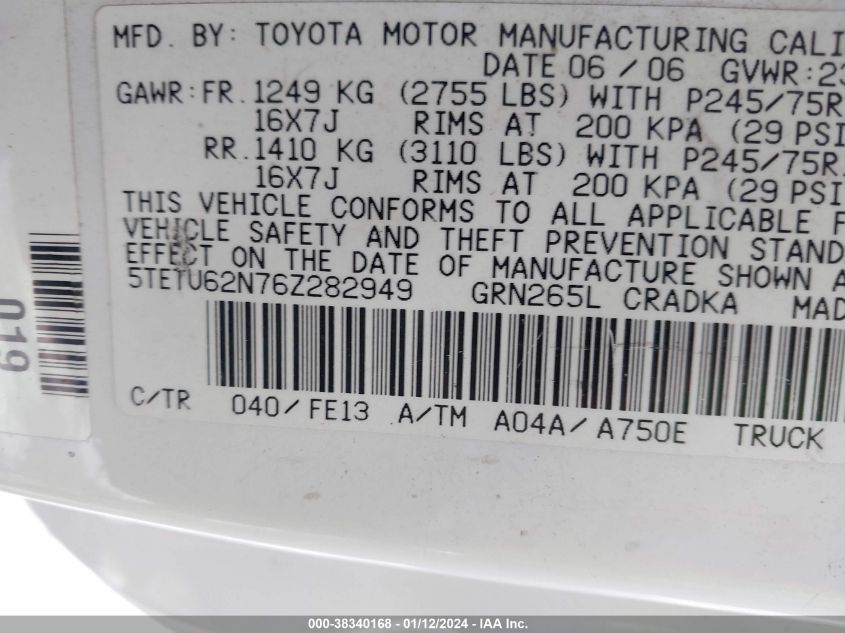 MFD. BY: TOYOTA MOTOR MANUFACTURING CALI
DATE 06/06 GVWR:23
GAWR:FR. 1249 KG (2755 LBS) WITH P245/75R
16X7J RIMS AT 200 KPA (29 PSI
RR. 1410 KG (3110 LBS) WITH P245/75R
16X7J RIMS AT 200 KPA (29 PSI
THIS VEHICLE CONFORMS TO ALL APPLICABLE F
VEHICLE SAFETY AND THEFT PREVENTION STAND
EFFECT ON THE DATE OF MANUFACTURE SHOWN A
5TETU62N76Z282949 GRN265L CRADKA MAD
C/TR 040/FE13 A/TM A04A/A750E TRUCK
019
000-38340168 - 01/12/2024 - IAA Inc.